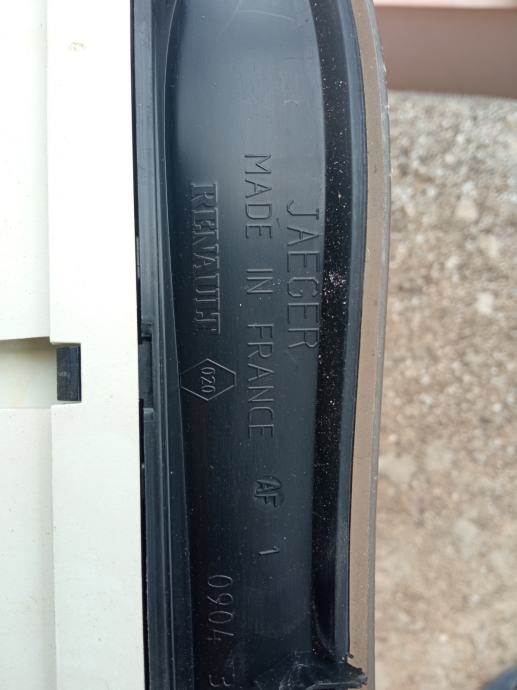 JAEGER
MADE IN FRANCE AF 1
RENAULT 020
0904 3